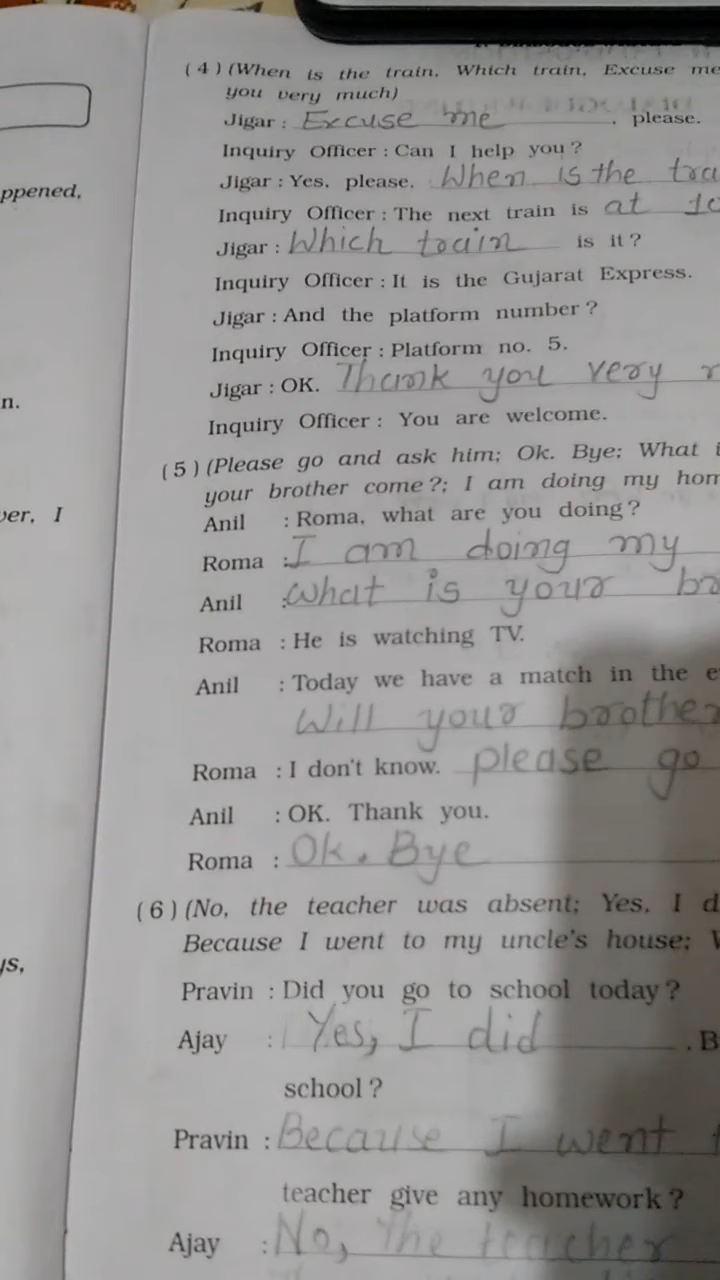 (4) (When is the train, Which train, Excuse me
you very much)
Jigar : Excuse me . please.
Inquiry Officer : Can I help you ?
Jigar : Yes, please. When is the
Inquiry Officer : The next train is at 10
Jigar : Which train is it ?
Inquiry Officer : It is the Gujarat Express.
Jigar : And the platform number ?
Inquiry Officer : Platform no. 5.
Jigar : OK. Thank you very
Inquiry Officer : You are welcome.
(5) (Please go and ask him; Ok. Bye; What
your brother come ?; I am doing my
Anil : Roma, what are you doing ?
Roma : I am doing my
Anil : What is your
Roma : He is watching TV.
Anil : Today we have a match in the
Will your brother
Roma : I don't know. please go
Anil : OK. Thank you.
Roma : Ok. Bye
(6) (No, the teacher was absent; Yes, I
Because I went to my uncle's house;
Pravin : Did you go to school today ?
Ajay : Yes, I did . B
school ?
Pravin : Because I went
teacher give any homework ?
Ajay : No, the teacher
ppened,
n.
ver, I
ys,